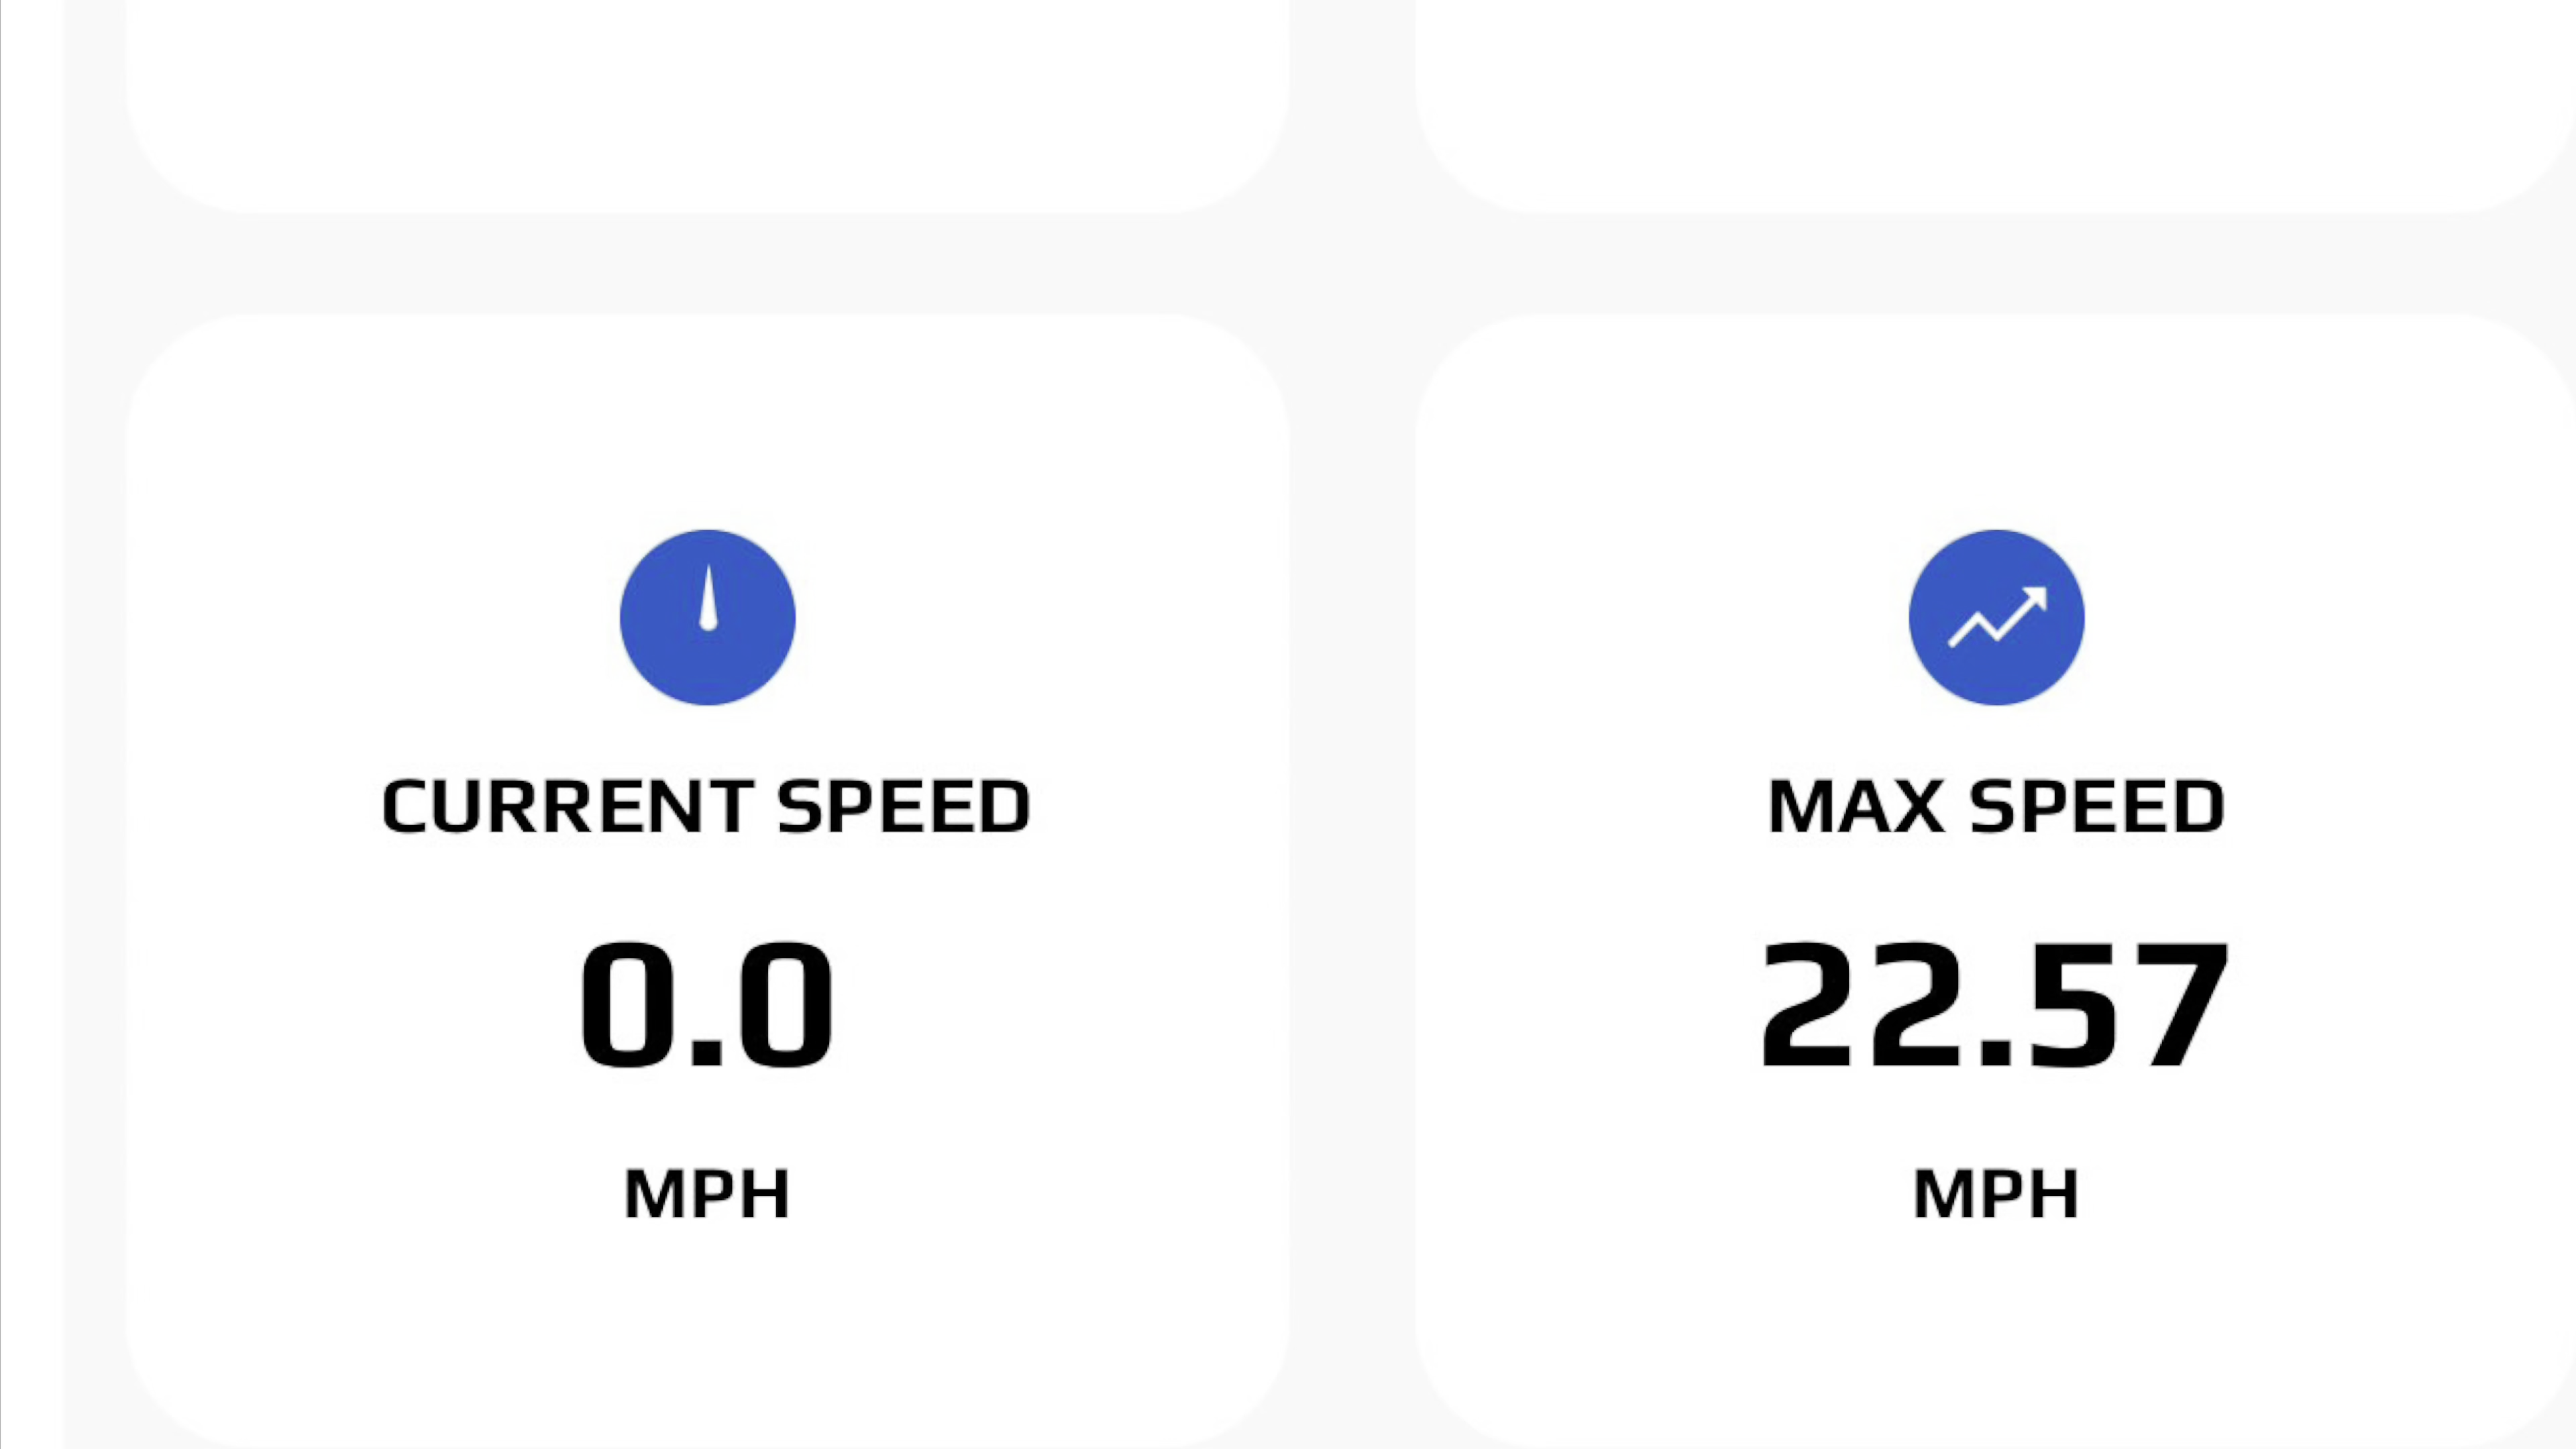 CURRENT SPEED
0.0
MPH
MAX SPEED
22.57
MPH